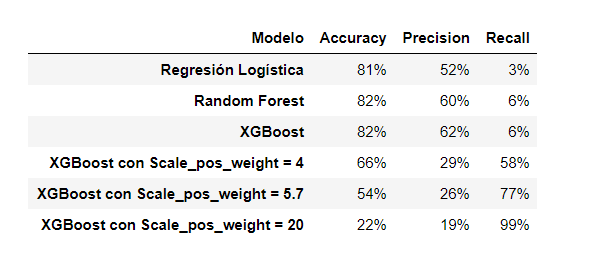 Modelo Accuracy Precision Recall
Regresión Logística 81% 52% 3%
Random Forest 82% 60% 6%
XGBoost 82% 62% 6%
XGBoost con Scale_pos_weight = 4 66% 29% 58%
XGBoost con Scale_pos_weight = 5.7 54% 26% 77%
XGBoost con Scale_pos_weight = 20 22% 19% 99%